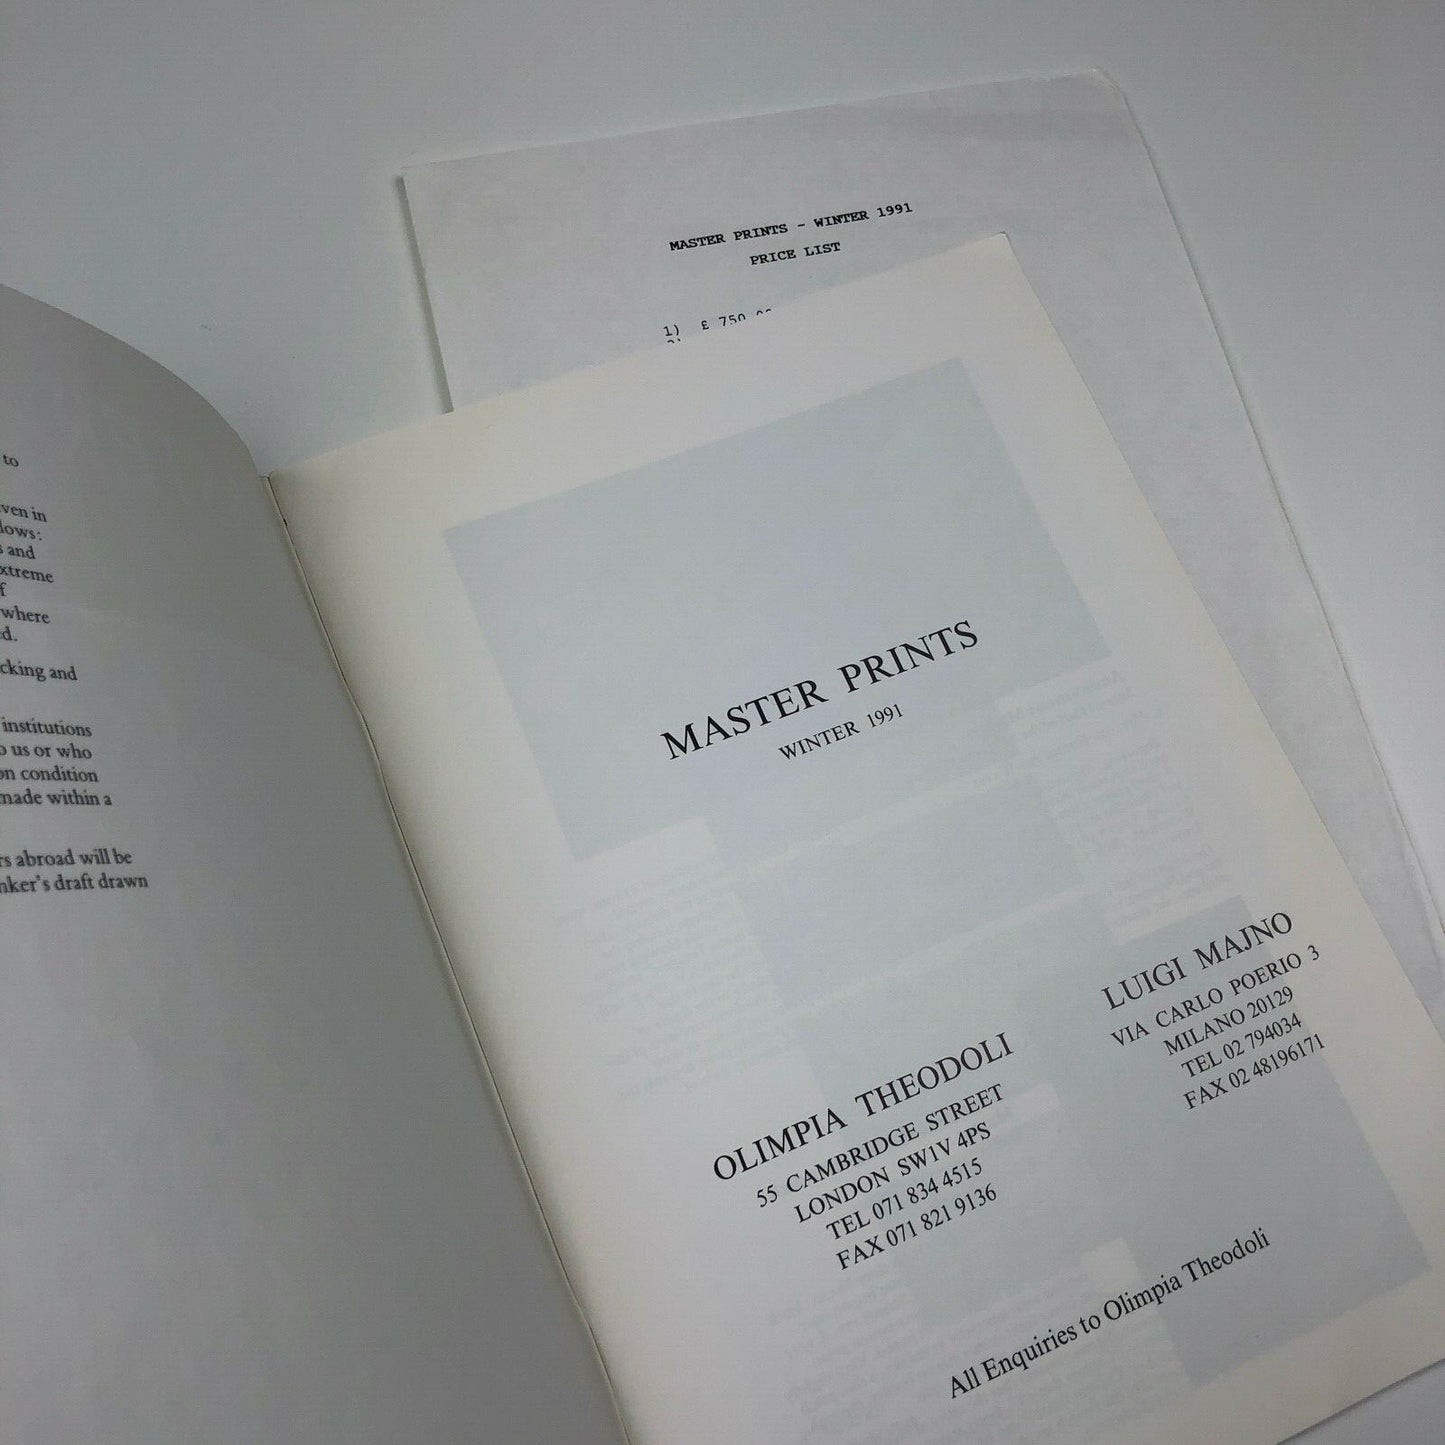 to
ven in
lows:
s and
xtreme
f
where
d.
cking and
institutions
o us or who
on condition
made within a
rs abroad will be
nker's draft drawn
MASTER PRINTS - WINTER 1991
PRICE LIST
1) £ 750
MASTER PRINTS
WINTER 1991
OLIMPIA THEODOLI
55 CAMBRIDGE STREET
LONDON SW1V 4PS
TEL 071 834 4515
FAX 071 821 9136
LUIGI MAJNO
VIA CARLO POERIO 3
MILANO 20129
TEL 02 794034
FAX 02 48196171
All Enquiries to Olimpia Theodoli